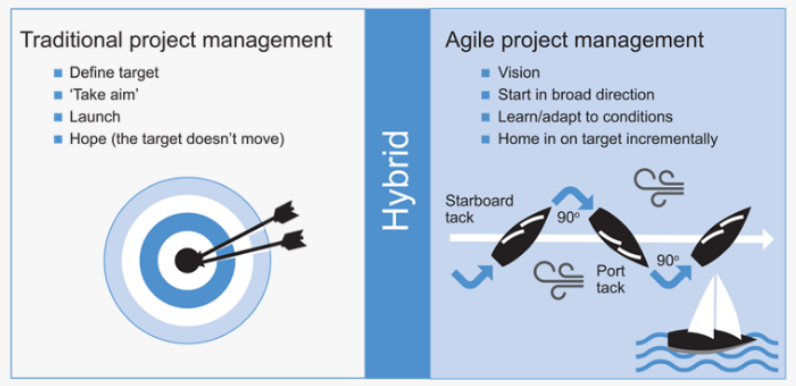 Traditional project management
Define target
‘Take aim’
Launch
Hope (the target doesn’t move)
Hybrid
Agile project management
Vision
Start in broad direction
Learn/adapt to conditions
Home in on target incrementally
Starboard
tack
90°
Port
tack
90°